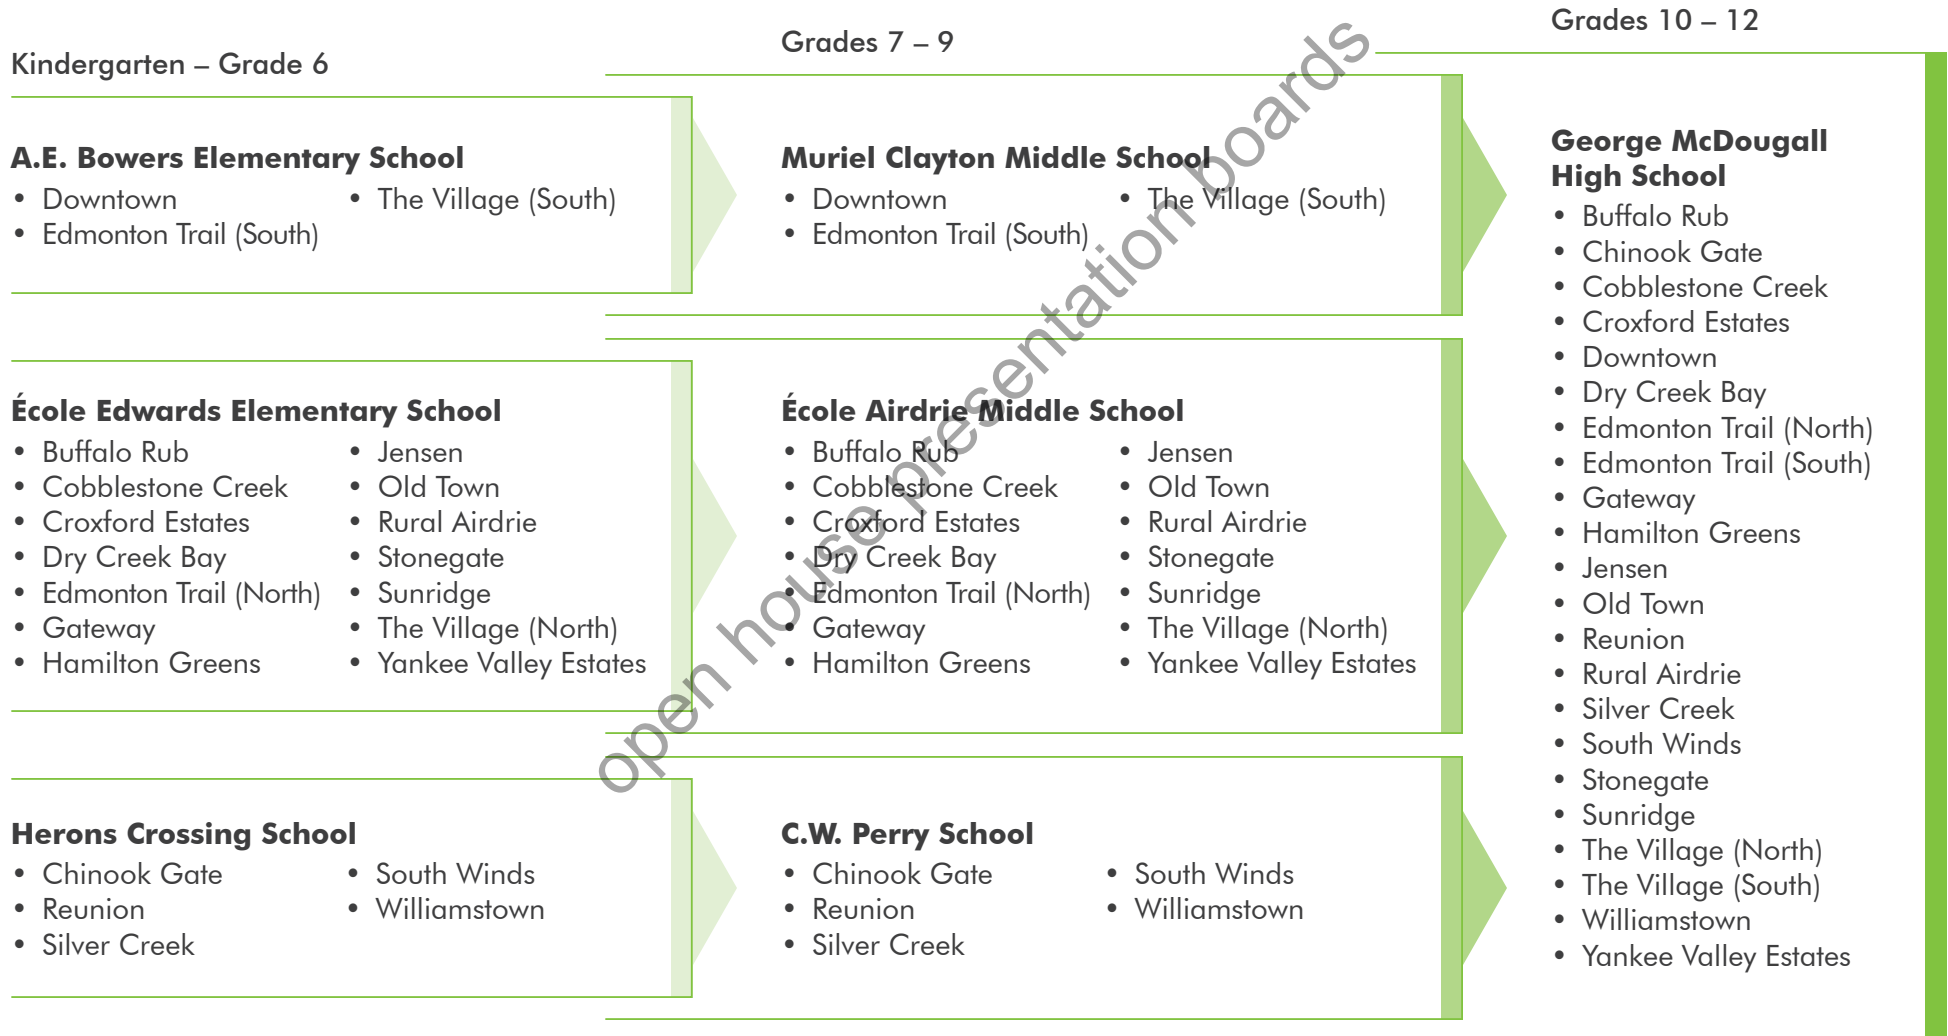 Kindergarten – Grade 6
A.E. Bowers Elementary School
• Downtown
• Edmonton Trail (South)
• The Village (South)
École Edwards Elementary School
• Buffalo Rub
• Cobblestone Creek
• Croxford Estates
• Dry Creek Bay
• Edmonton Trail (North)
• Gateway
• Hamilton Greens
• Jensen
• Old Town
• Rural Airdrie
• Stonegate
• Sunridge
• The Village (North)
• Yankee Valley Estates
Herons Crossing School
• Chinook Gate
• Reunion
• Silver Creek
• South Winds
• Williamstown
Grades 7 – 9
Muriel Clayton Middle School
• Downtown
• Edmonton Trail (South)
• The Village (South)
École Airdrie Middle School
• Buffalo Rub
• Cobblestone Creek
• Croxford Estates
• Dry Creek Bay
• Edmonton Trail (North)
• Gateway
• Hamilton Greens
• Jensen
• Old Town
• Rural Airdrie
• Stonegate
• Sunridge
• The Village (North)
• Yankee Valley Estates
C.W. Perry School
• Chinook Gate
• Reunion
• Silver Creek
• South Winds
• Williamstown
Grades 10 – 12
George McDougall
High School
• Buffalo Rub
• Chinook Gate
• Cobblestone Creek
• Croxford Estates
• Downtown
• Dry Creek Bay
• Edmonton Trail (North)
• Edmonton Trail (South)
• Gateway
• Hamilton Greens
• Jensen
• Old Town
• Reunion
• Rural Airdrie
• Silver Creek
• South Winds
• Stonegate
• Sunridge
• The Village (North)
• The Village (South)
• Williamstown
• Yankee Valley Estates
open house presentation boards